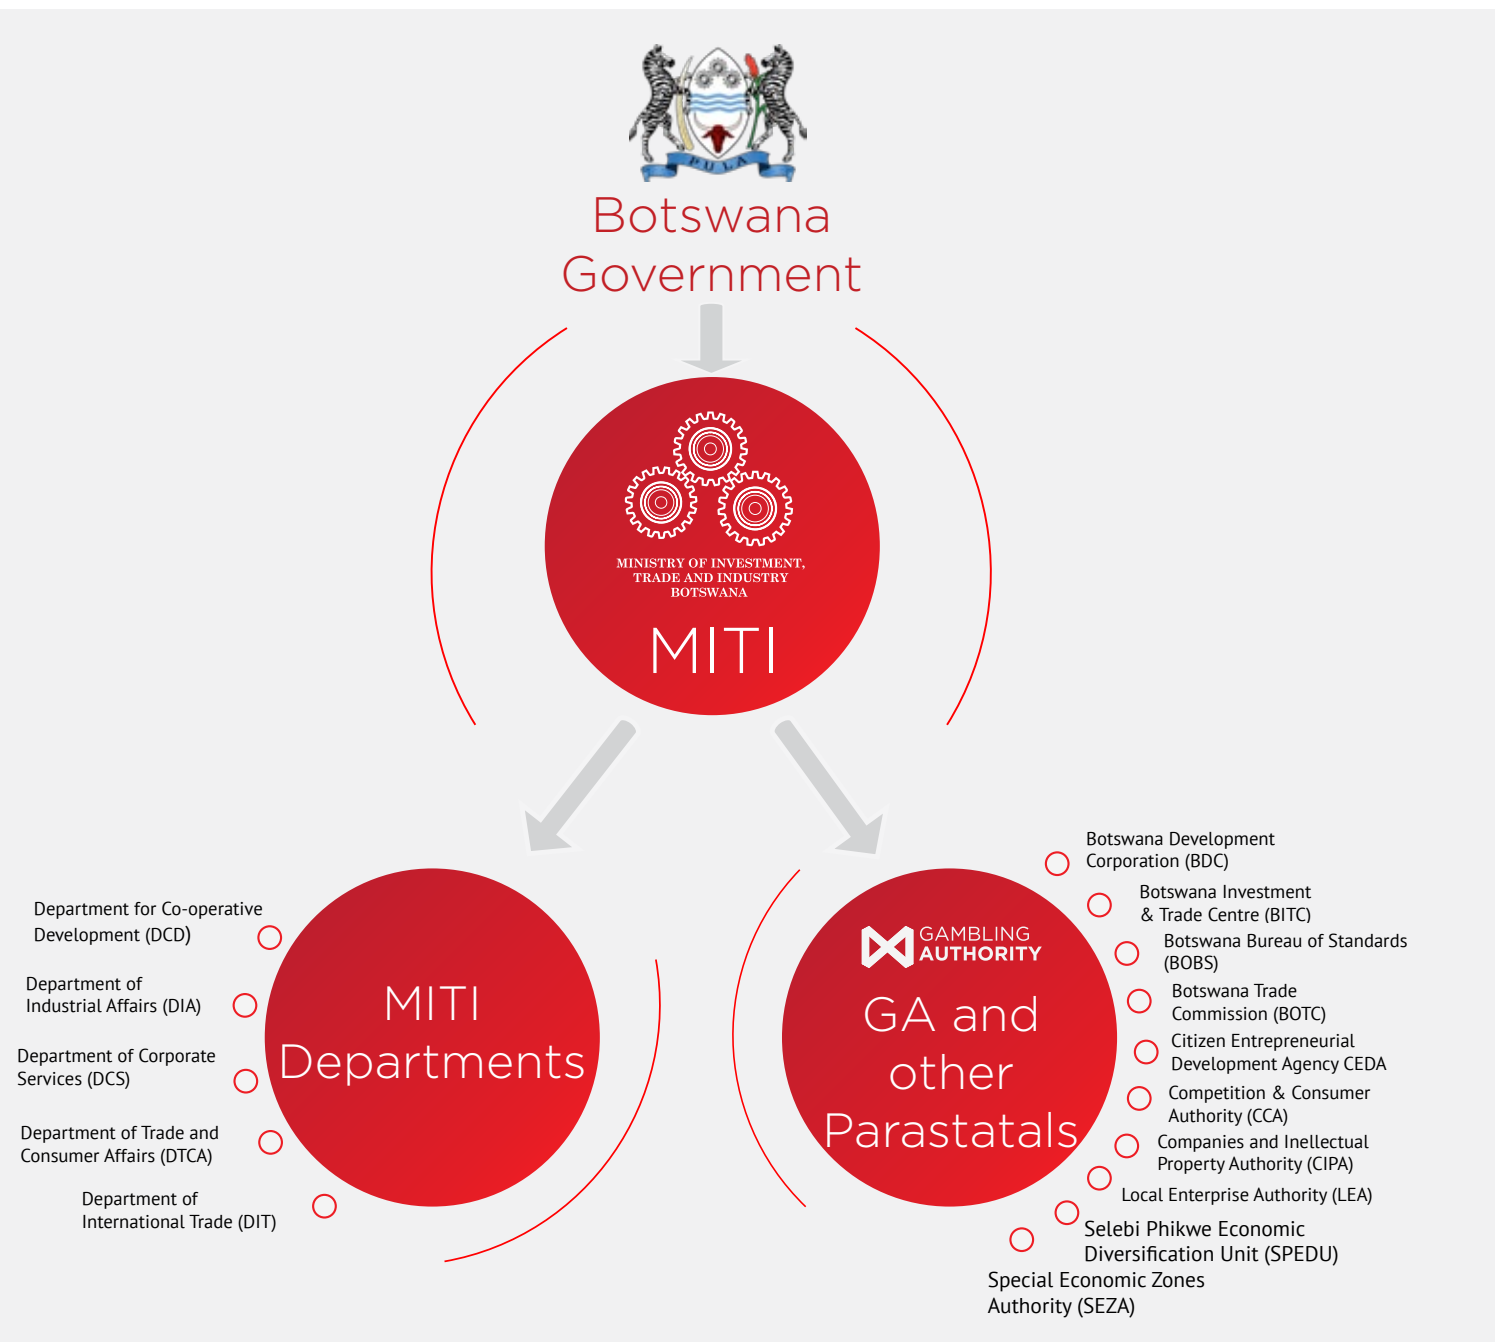 PULA
Botswana
Government
MINISTRY OF INVESTMENT,
TRADE AND INDUSTRY
BOTSWANA
MITI
MITI
Departments
Department for Co-operative
Development (DCD)
Department of
Industrial Affairs (DIA)
Department of Corporate
Services (DCS)
Department of Trade and
Consumer Affairs (DTCA)
Department of
International Trade (DIT)
GAMBLING
AUTHORITY
GA and
other
Parastatals
Botswana Development
Corporation (BDC)
Botswana Investment
& Trade Centre (BITC)
Botswana Bureau of Standards
(BOBS)
Botswana Trade
Commission (BOTC)
Citizen Entrepreneurial
Development Agency CEDA
Competition & Consumer
Authority (CCA)
Companies and Inellectual
Property Authority (CIPA)
Local Enterprise Authority (LEA)
Selebi Phikwe Economic
Diversification Unit (SPEDU)
Special Economic Zones
Authority (SEZA)